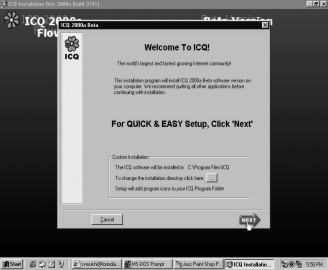 ICQ Installation [Ver 2000a Beta 3141]
ICQ 2000a Beta Version
Flow
ICQ 2000a Beta
ICQ
Welcome To ICQ!
The world's largest and fastest growing Internet community!
This installation program will install ICQ 2000a Beta software version on
your computer. We recommend quitting all other applications before
continuing with installation.
For QUICK & EASY Setup, Click 'Next'
Custom Installation
The ICQ software will be installed in C:\Program Files\ICQ
To change the installation directory click here ...
Setup will add program icons to your ICQ Program Folder
Cancel
NEXT
Start
MS-DOS Prompt
Jasc Paint Shop P...
ICQ Installatio...
5:58 PM